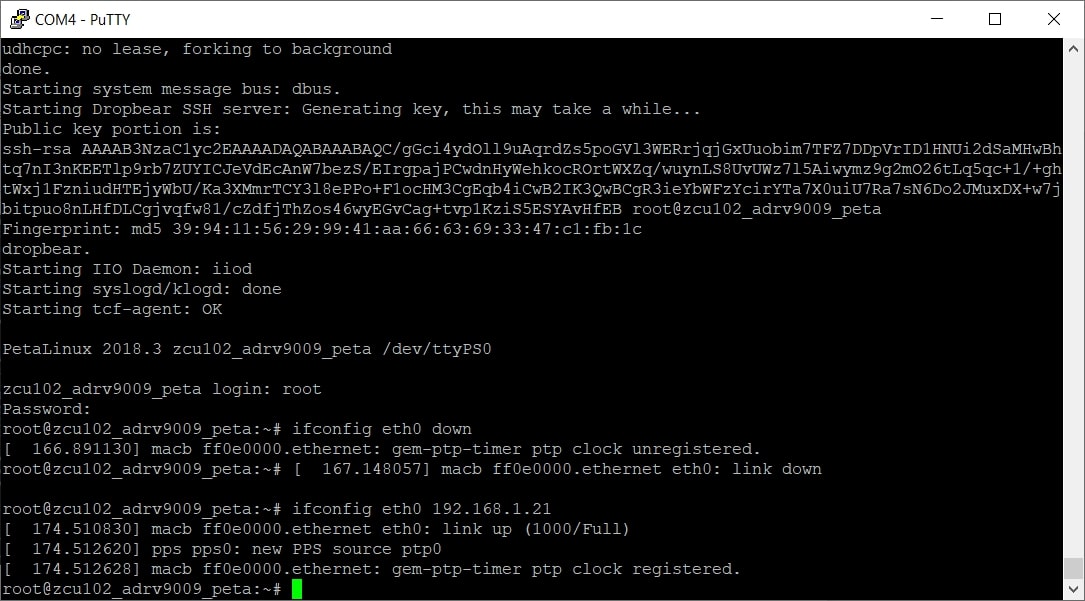 COM4 - PuTTY
udhcpc: no lease, forking to background
done.
Starting system message bus: dbus.
Starting Dropbear SSH server: Generating key, this may take a while...
Public key portion is:
ssh-rsa AAAAB3NzaC1yc2EAAAADAQABAAABAQC/gGci4ydOll9uAqrdZs5poGVl3WERrjqjGxUuobim7TFZ7DDpVrID1HNUi2dSaMHwBh
tq7nI3nKEETlp9rb7ZUYICJeVdEcAnW7bezS/EIrgpajPCwdnHyWehkocROrtWXZq/wuynLS8UvUWz7l5Aiwymz9g2mO26tLq5qc+1/+gh
tWxj1FzniudHTEjyWbU/Ka3XMmrTCY3l8ePPo+F1ocHM3CgEqb4iCwB2IK3QwBCgR3ieYbWFzYcirYTa7X0uiU7Ra7sN6Do2JMuxDX+w7j
bitpuo8nLHfDLCgjvqfw81/cZdfjThZos46wyEGvCag+tvp1KziS5ESYAvHfEB root@zcu102_adrv9009_peta
Fingerprint: md5 39:94:11:56:29:99:41:aa:66:63:69:33:47:c1:fb:1c
dropbear.
Starting IIO Daemon: iiod
Starting syslogd/klogd: done
Starting tcf-agent: OK
PetaLinux 2018.3 zcu102_adrv9009_peta /dev/ttyPS0
zcu102_adrv9009_peta login: root
Password:
root@zcu102_adrv9009_peta:~# ifconfig eth0 down
[  166.891130] macb ff0e0000.ethernet: gem-ptp-timer ptp clock unregistered.
root@zcu102_adrv9009_peta:~# [  167.148057] macb ff0e0000.ethernet eth0: link down
root@zcu102_adrv9009_peta:~# ifconfig eth0 192.168.1.21
[  174.510830] macb ff0e0000.ethernet eth0: link up (1000/Full)
[  174.512620] pps pps0: new PPS source ptp0
[  174.512628] macb ff0e0000.ethernet: gem-ptp-timer ptp clock registered.
root@zcu102_adrv9009_peta:~#